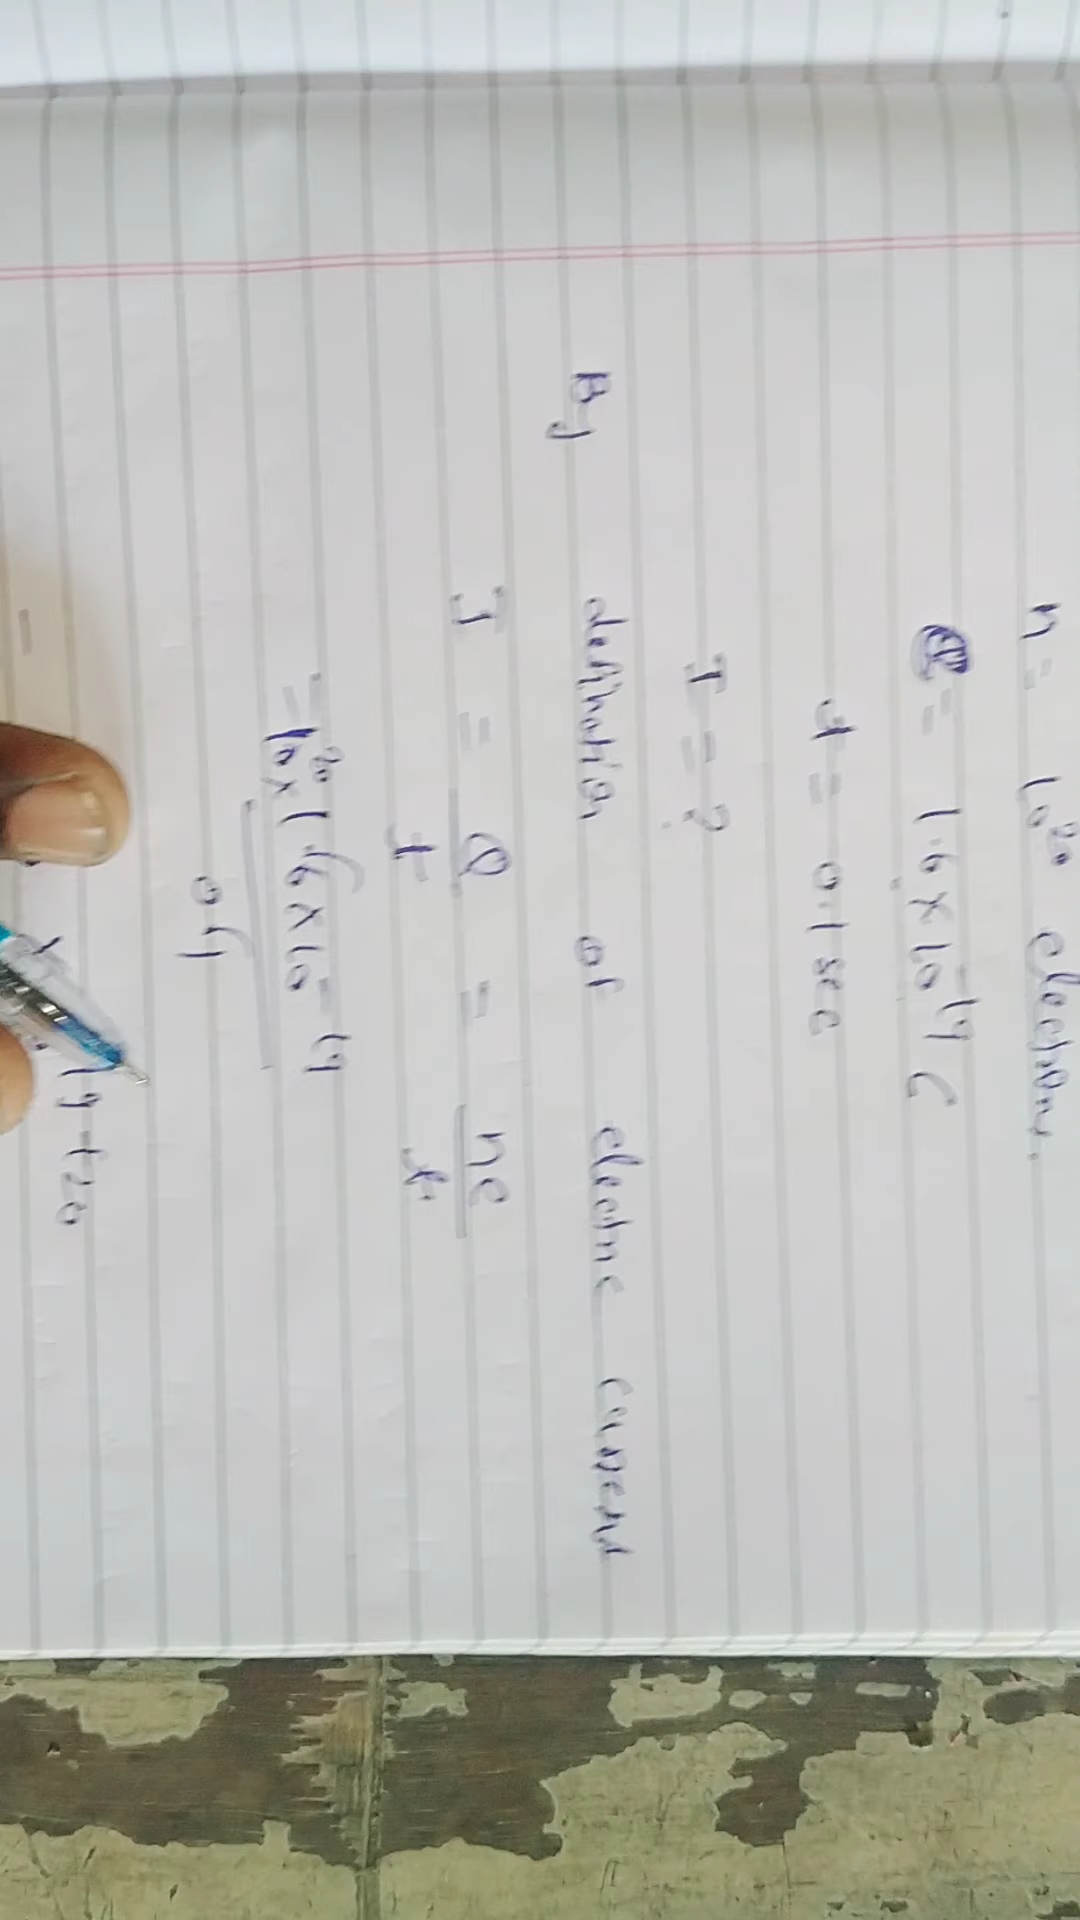 n = 10²⁰ electrons.
e = 1.6 × 10⁻¹⁹ C
t = 0.1 sec
I = ?
By defination of electric current
I = Q/t = ne/t
= 10²⁰ × 1.6 × 10⁻¹⁹ / 0.1
= 19 +20